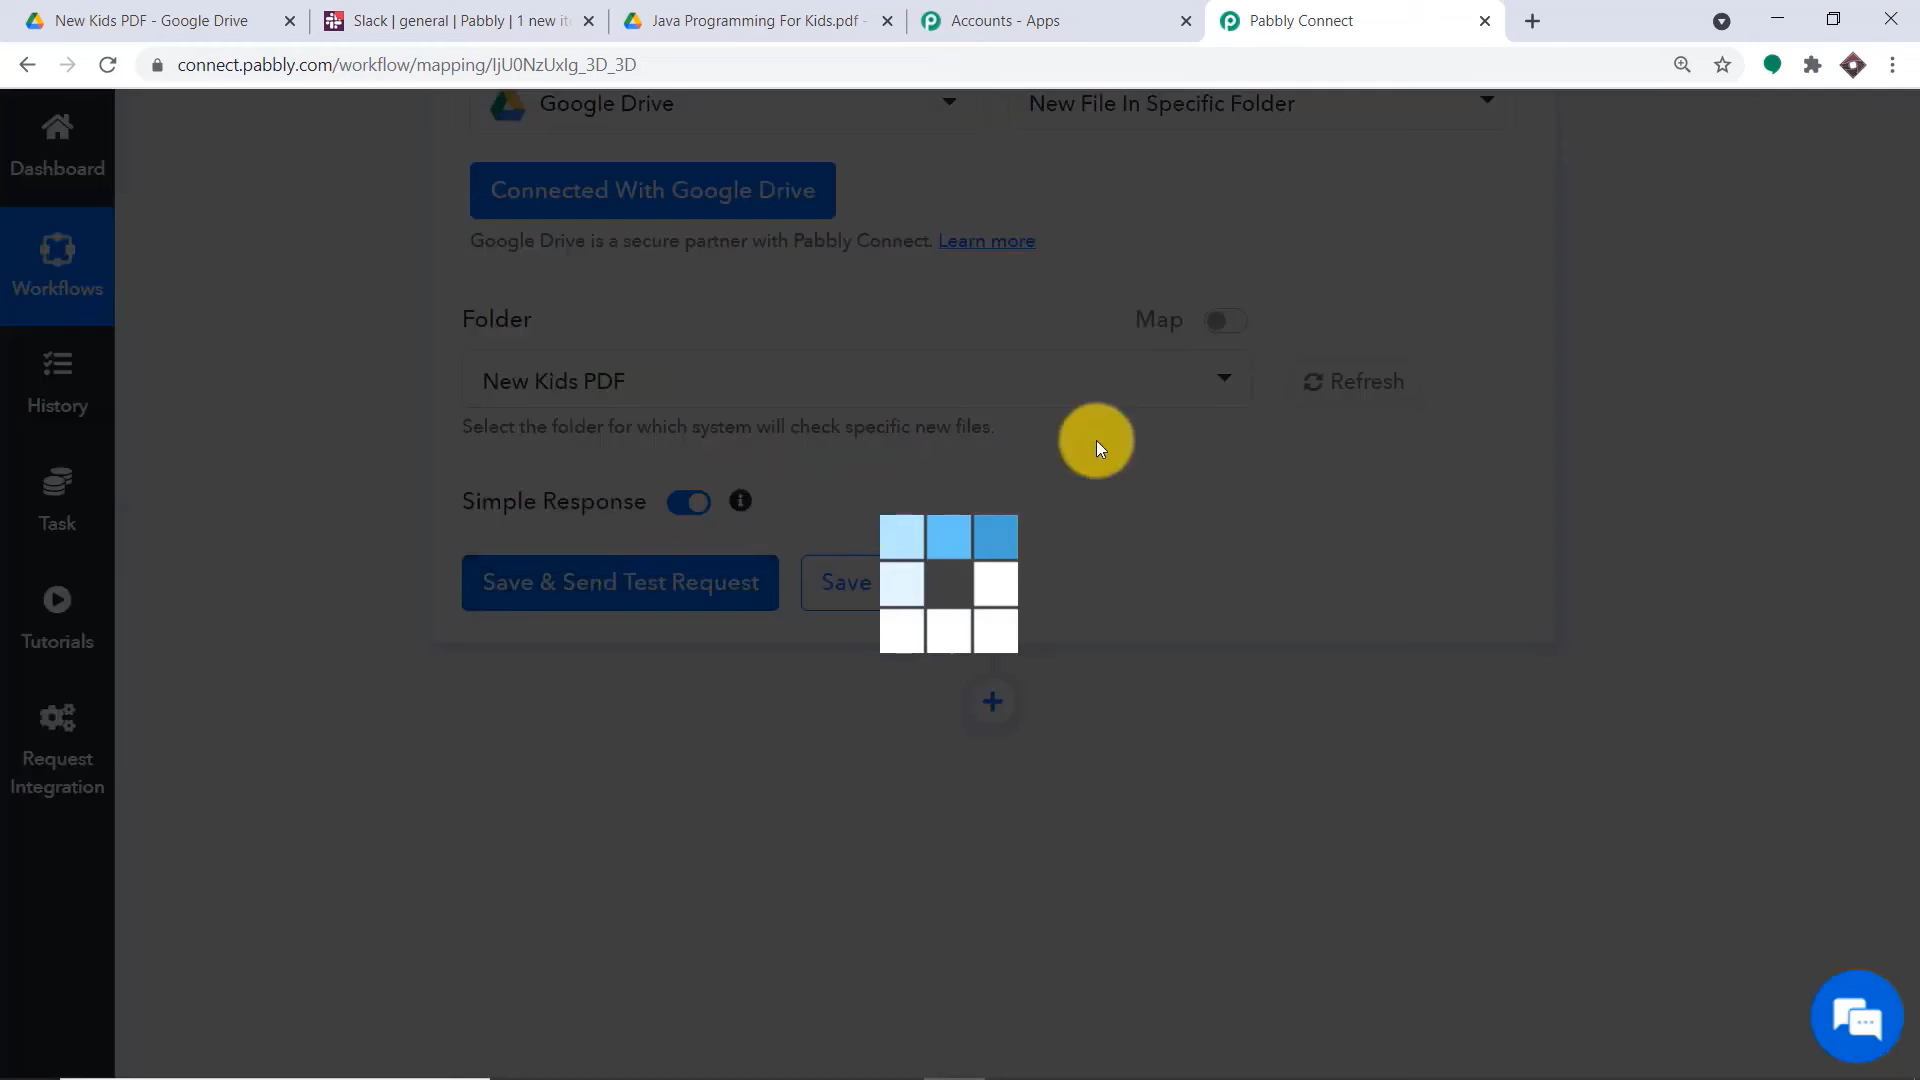 New Kids PDF - Google Drive
Slack | general | Pabbly | 1 new it
Java Programming For Kids.pdf -
Accounts - Apps
Pabbly Connect
connect.pabbly.com/workflow/mapping/IjU0NzUxIg_3D_3D
Dashboard
Workflows
History
Task
Tutorials
Request
Integration
Google Drive
New File In Specific Folder
Connected With Google Drive
Google Drive is a secure partner with Pabbly Connect. Learn more
Folder
Map
New Kids PDF
Refresh
Select the folder for which system will check specific new files.
Simple Response
Save & Send Test Request
Save